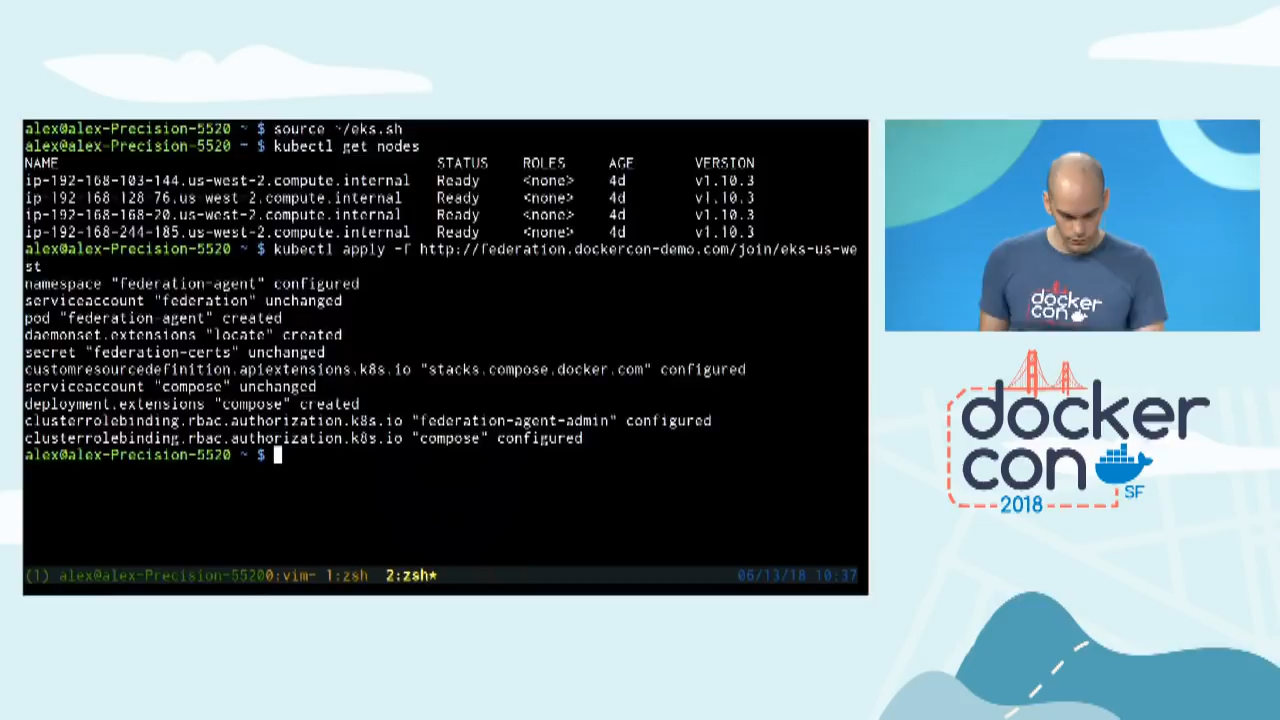 alex@alex-Precision-5520 ~ $ source ~/eks.sh
alex@alex-Precision-5520 ~ $ kubectl get nodes
NAME STATUS ROLES AGE VERSION
ip-192-168-103-144.us-west-2.compute.internal Ready <none> 4d v1.10.3
ip-192-168-128-76.us-west-2.compute.internal Ready <none> 4d v1.10.3
ip-192-168-168-20.us-west-2.compute.internal Ready <none> 4d v1.10.3
ip-192-168-244-185.us-west-2.compute.internal Ready <none> 4d v1.10.3
alex@alex-Precision-5520 ~ $ kubectl apply -f http://federation.dockercon-demo.com/join/eks-us-we
st
namespace "federation-agent" configured
serviceaccount "federation" unchanged
pod "federation-agent" created
daemonset.extensions "locate" created
secret "federation-certs" unchanged
customresourcedefinition.apiextensions.k8s.io "stacks.compose.docker.com" configured
serviceaccount "compose" unchanged
deployment.extensions "compose" created
clusterrolebinding.rbac.authorization.k8s.io "federation-agent-admin" configured
clusterrolebinding.rbac.authorization.k8s.io "compose" configured
alex@alex-Precision-5520 ~ $
(1) alex@alex-Precision-55200:vim- 1:zsh 2:zsh* 06/13/18 10:37
docker
con
docker
con
SF
2018